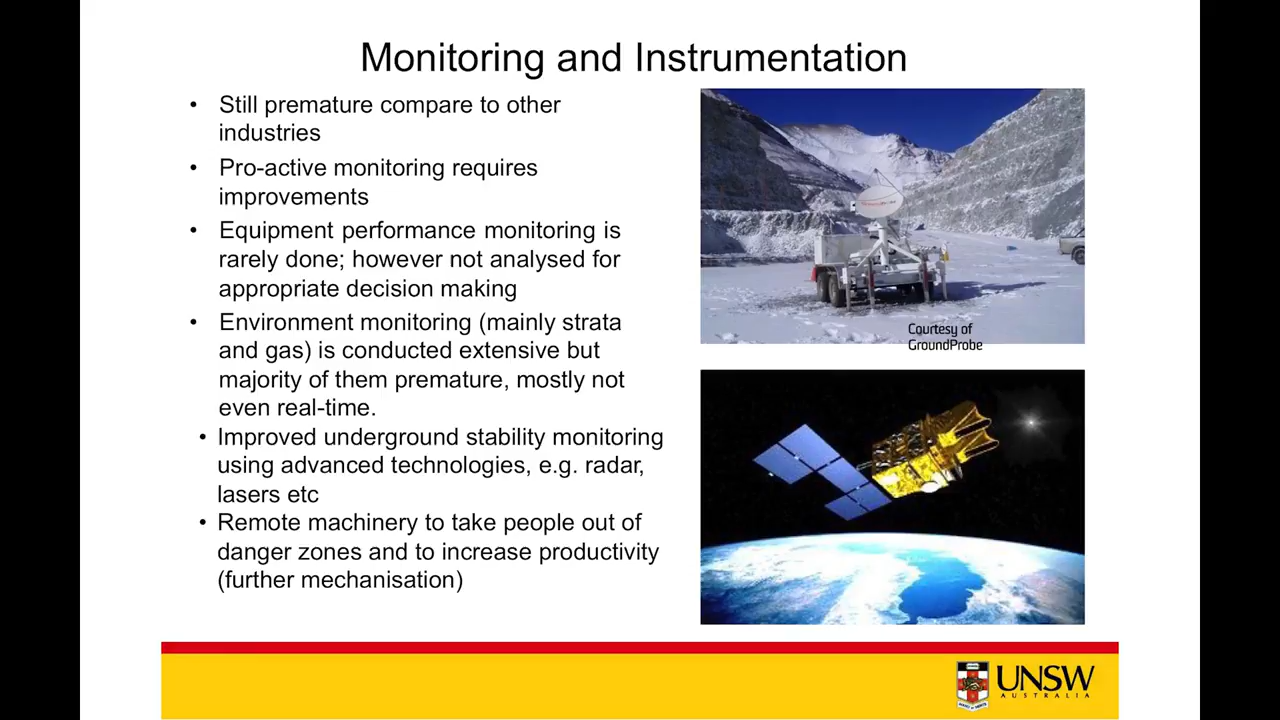 Monitoring and Instrumentation
• Still premature compare to other
industries
• Pro-active monitoring requires
improvements
• Equipment performance monitoring is
rarely done; however not analysed for
appropriate decision making
• Environment monitoring (mainly strata
and gas) is conducted extensive but
majority of them premature, mostly not
even real-time.
• Improved underground stability monitoring
using advanced technologies, e.g. radar,
lasers etc
• Remote machinery to take people out of
danger zones and to increase productivity
(further mechanisation)
Courtesy of
GroundProbe
UNSW
AUSTRALIA